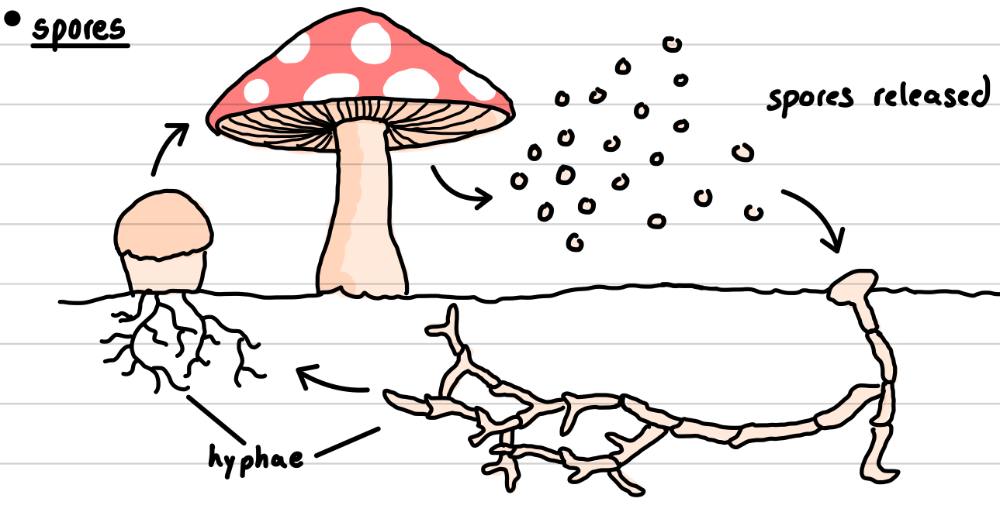 • spores
spores released
hyphae